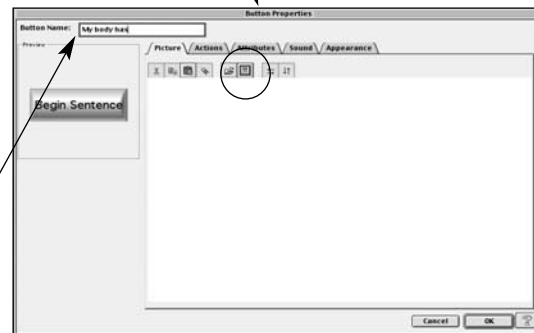 Button Properties
Button Name: My body has
Preview
Picture Actions Attributes Sound Appearance
Begin Sentence
Cancel OK ?